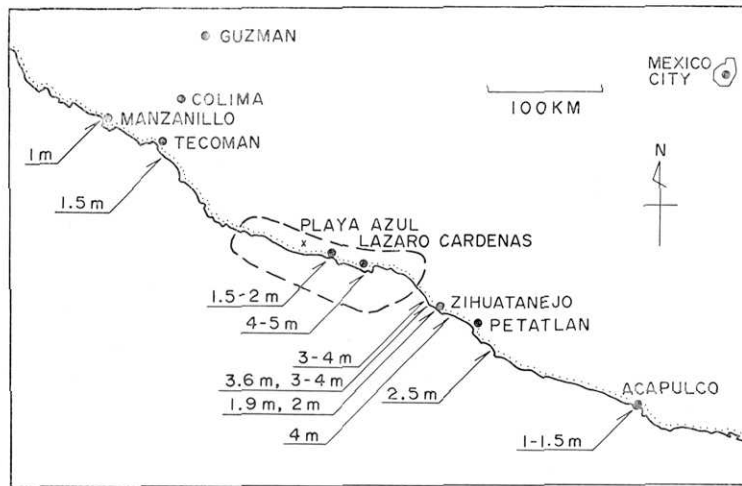 GUZMAN
MEXICO
CITY
COLIMA
100KM
MANZANILLO
TECOMAN
1m
N
1.5m
PLAYA AZUL
x
LAZARO CARDENAS
1.5-2m
ZIHUATANEJO
4-5m
PETATLAN
3-4m
3.6m, 3-4m
2.5m
ACAPULCO
1.9m, 2m
4m
1-1.5m